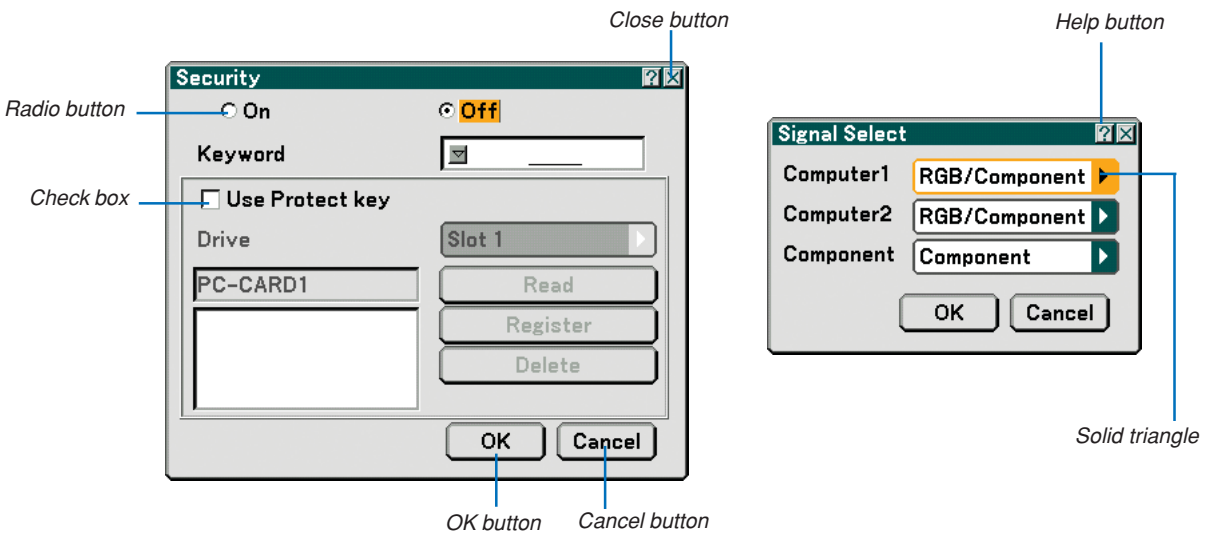 Close button
Help button
Security
Radio button
On
Off
Keyword
Check box
Use Protect key
Drive
Slot 1
PC-CARD1
Read
Register
Delete
OK
Cancel
OK button
Cancel button
Signal Select
Computer1
RGB/Component
Computer2
RGB/Component
Component
Component
OK
Cancel
Solid triangle